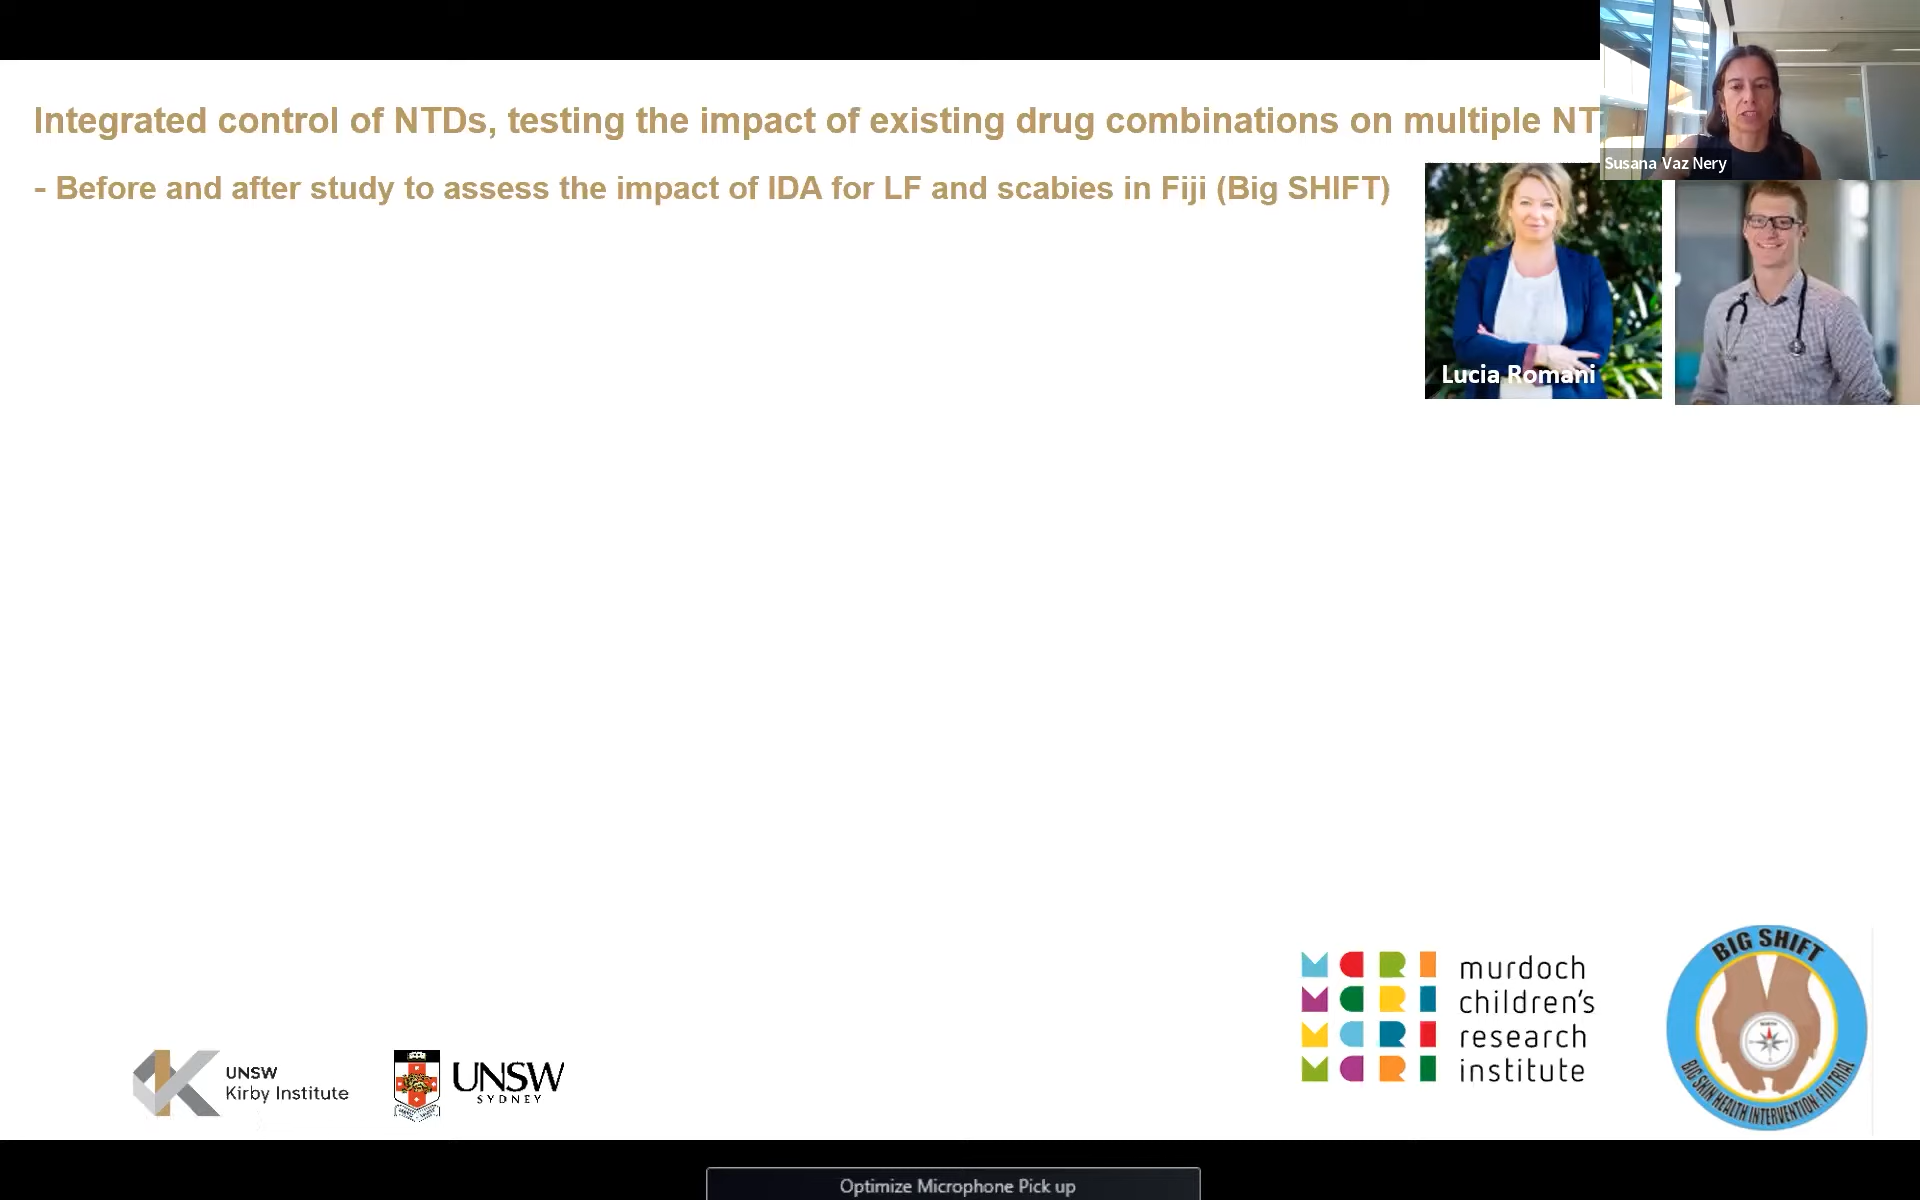 Integrated control of NTDs, testing the impact of existing drug combinations on multiple NT
- Before and after study to assess the impact of IDA for LF and scabies in Fiji (Big SHIFT)
Susana Vaz Nery
Lucia Romani
murdoch
children's
research
institute
BIG SHIFT
BIG SKIN HEALTH INTERVENTION FIJI TRIAL
UNSW
Kirby Institute
UNSW
SYDNEY
Optimize Microphone Pick up